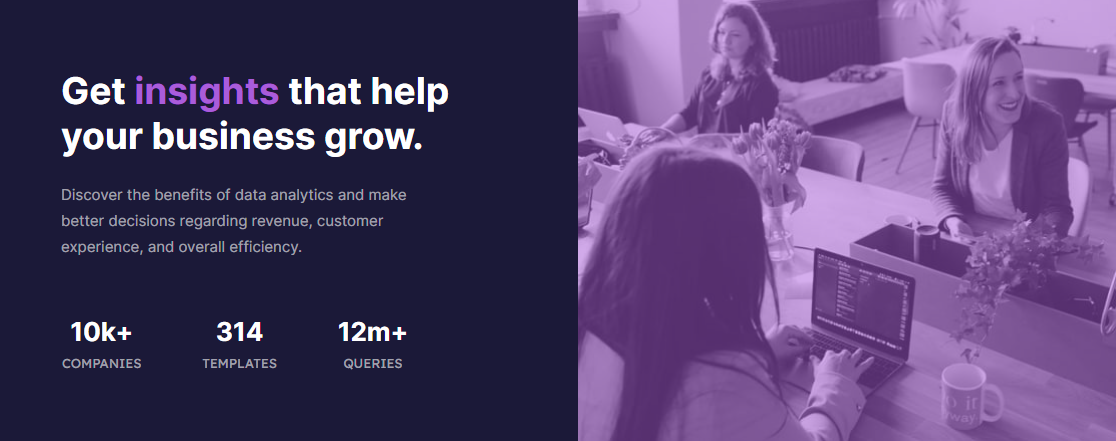 Get insights that help
your business grow.
Discover the benefits of data analytics and make
better decisions regarding revenue, customer
experience, and overall efficiency.
10k+ 314 12m+
COMPANIES TEMPLATES QUERIES